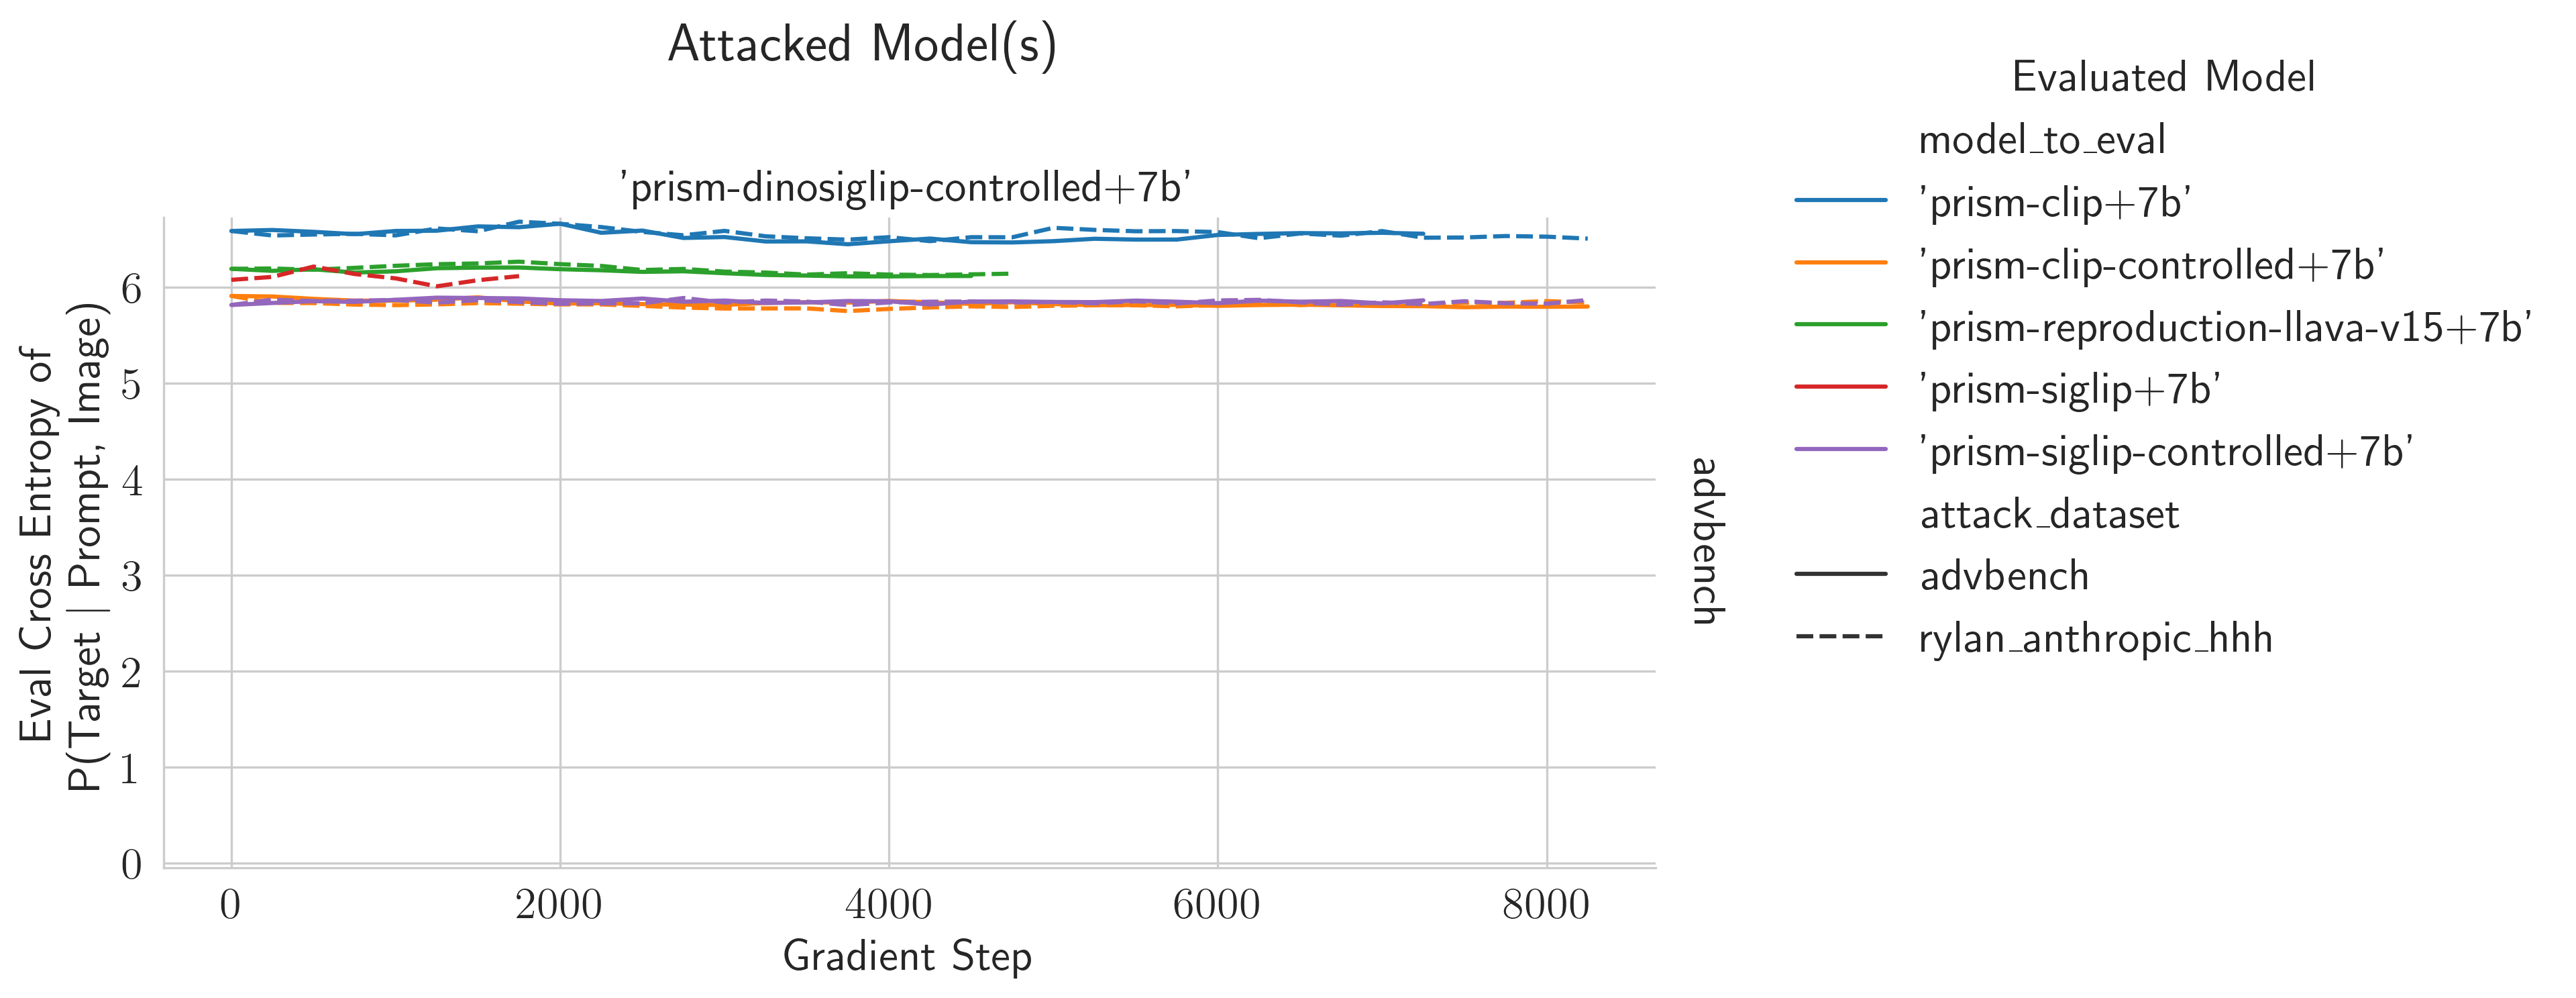 Attacked Model(s)
'prism-dinosiglip-controlled+7b'
Eval Cross Entropy of
P(Target | Prompt, Image)
6
5
4
3
2
1
0
0
2000
4000
6000
8000
Gradient Step
advbench
Evaluated Model
model_to_eval
'prism-clip+7b'
'prism-clip-controlled+7b'
'prism-reproduction-llava-v15+7b'
'prism-siglip+7b'
'prism-siglip-controlled+7b'
attack_dataset
advbench
rylan_anthropic_hhh